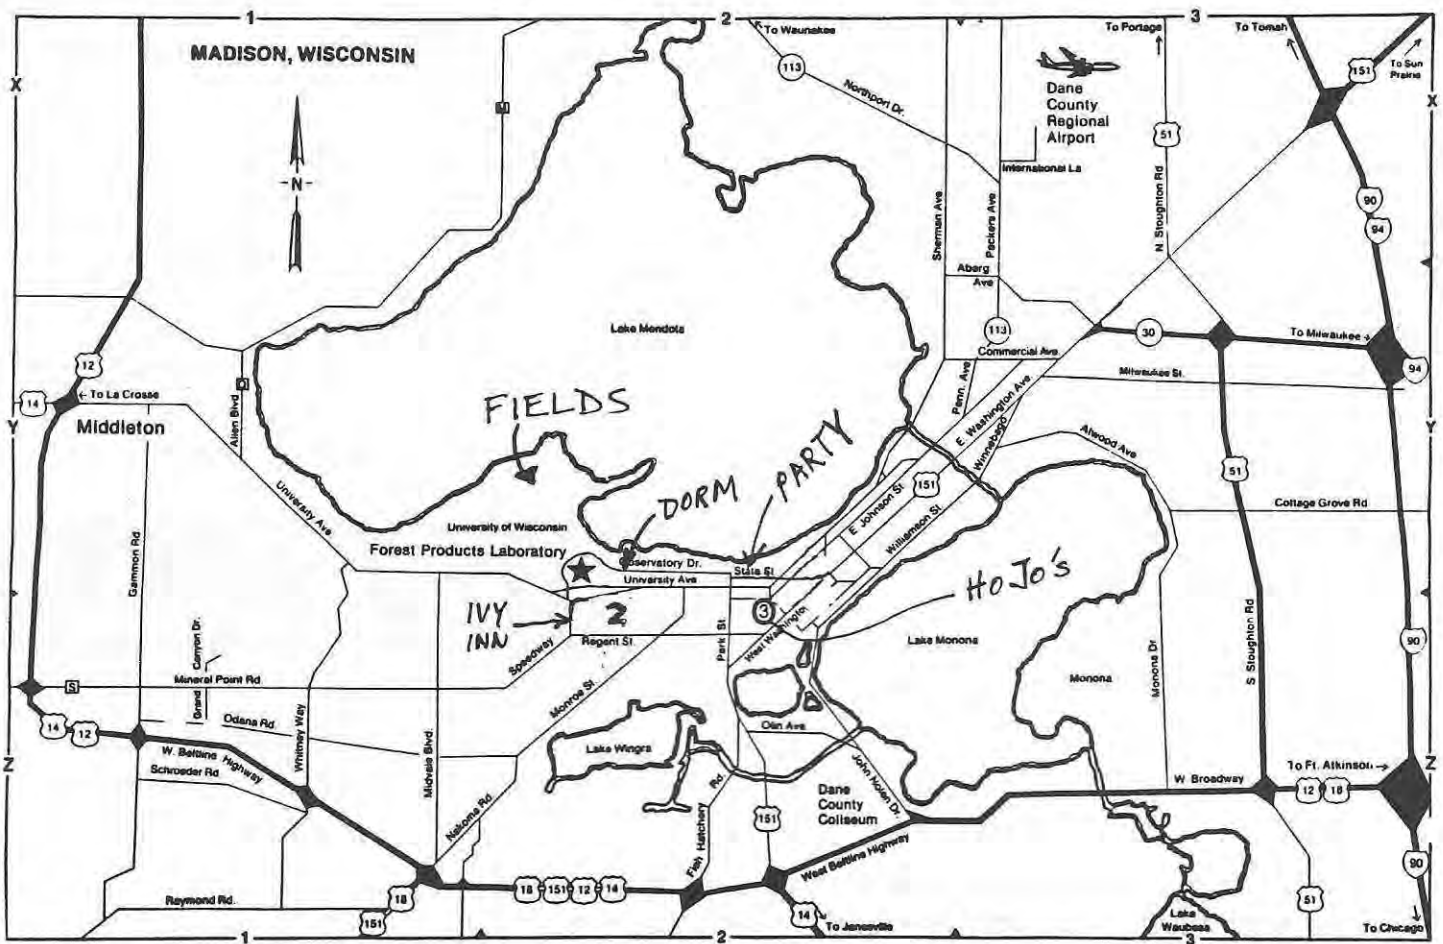 1
2
3
MADISON, WISCONSIN
N
X
Y
Z
To Waunakee
113
Northport Dr.
M
To Portage
51
Dane
County
Regional
Airport
International La
N Stoughton Rd
Sherman Ave
Packers Ave
Aberg
Ave
To Tomah
151
To Sun
Prairie
X
90
94
Lake Mendota
113
Commercial Ave.
30
To Milwaukee
94
Milwaukee St.
12
14
To La Crosse
Middleton
Q
Allen Blvd.
FIELDS
DORM
PARTY
Penn. Ave
E. Washington Ave.
Winnebago
Atwood Ave
Y
151
51
E Johnson St.
Williamson St.
Cottage Grove Rd
University Ave
University of Wisconsin
Forest Products Laboratory
Observatory Dr.
State St
University Ave
Gammon Rd.
IVY
INN
2
3
HoJo's
Regent St.
Speedway
Park St.
West Washington
Lake Monona
Monona
Monona Dr
S Stoughton Rd
90
Grand Canyon Dr.
S
Mineral Point Rd.
Monroe St
Odana Rd.
14
12
W. Beltline Highway
Schroeder Rd.
Whitney Way
Midvale Blvd.
Lake Wingra
Olin Ave
John Nolen Dr.
Dane
County
Coliseum
W Broadway
To Ft. Atkinson
12
18
Z
Nakoma Rd.
Fish Hatchery Rd.
151
West Beltline Highway
18
151
12
14
Raymond Rd.
18
151
14
To Janesville
Lake
Waubesa
51
90
To Chicago
1
2
3